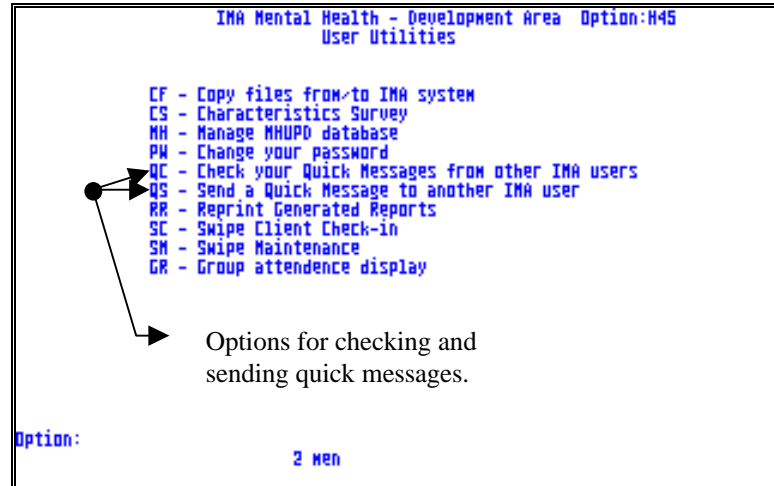 IMA Mental Health - Development Area Option:H45
User Utilities
CF - Copy files from/to IMA system
CS - Characteristics Survey
MH - Manage MHUPD database
PW - Change your password
QC - Check your Quick Messages from other IMA users
QS - Send a Quick Message to another IMA user
RR - Reprint Generated Reports
SC - Swipe Client Check-in
SM - Swipe Maintenance
GR - Group attendence display
Options for checking and
sending quick messages.
Option:
2 men